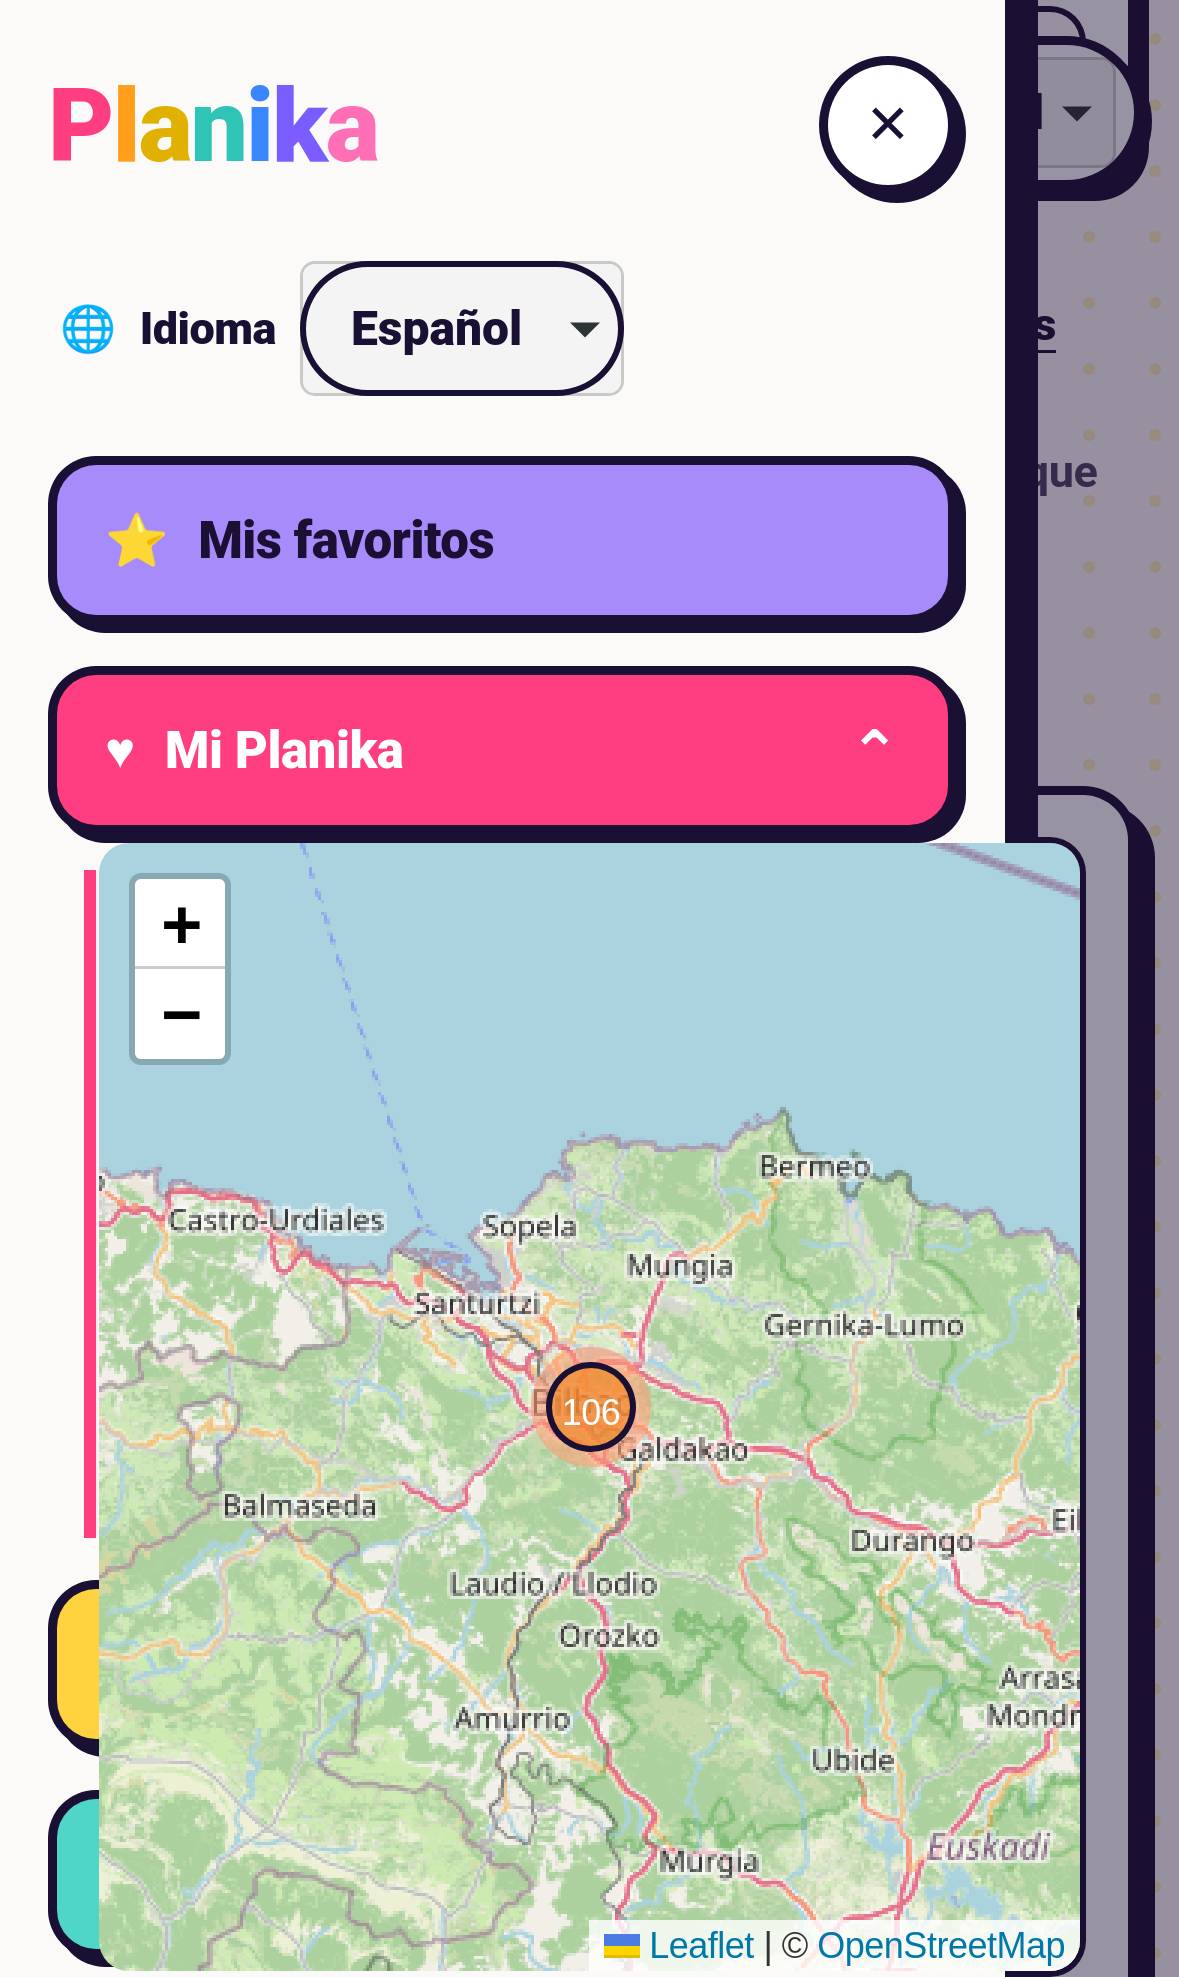 Planika
×
Idioma
Español
que
Mis favoritos
Mi Planika
+
−
Bermeo
Castro-Urdiales
Sopela
Mungia
Santurtzi
Gernika-Lumo
106
Galdakao
Balmaseda
Durango
Laudio / Llodio
Orozko
Amurrio
Ubide
Euskadi
Murgia
Leaflet | © OpenStreetMap